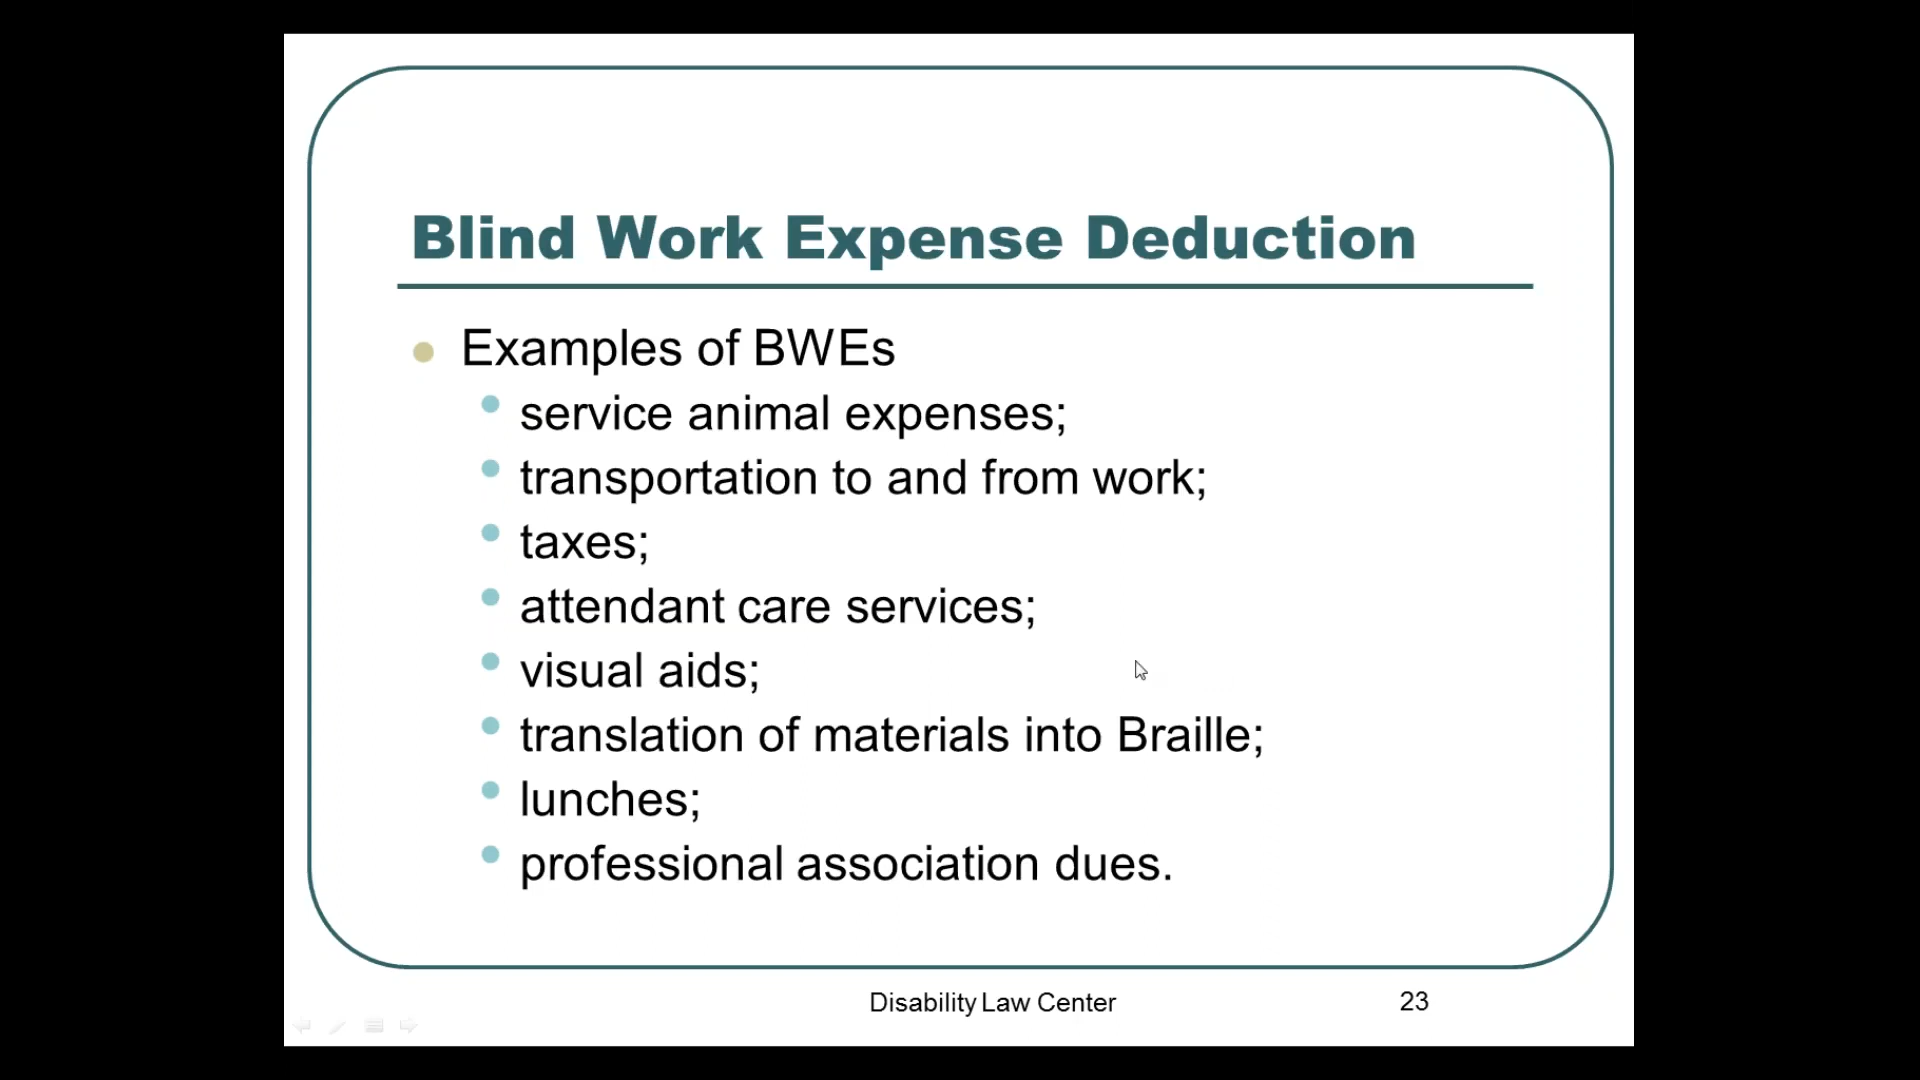 Blind Work Expense Deduction
Examples of BWEs
service animal expenses;
transportation to and from work;
taxes;
attendant care services;
visual aids;
translation of materials into Braille;
lunches;
professional association dues.
Disability Law Center
23